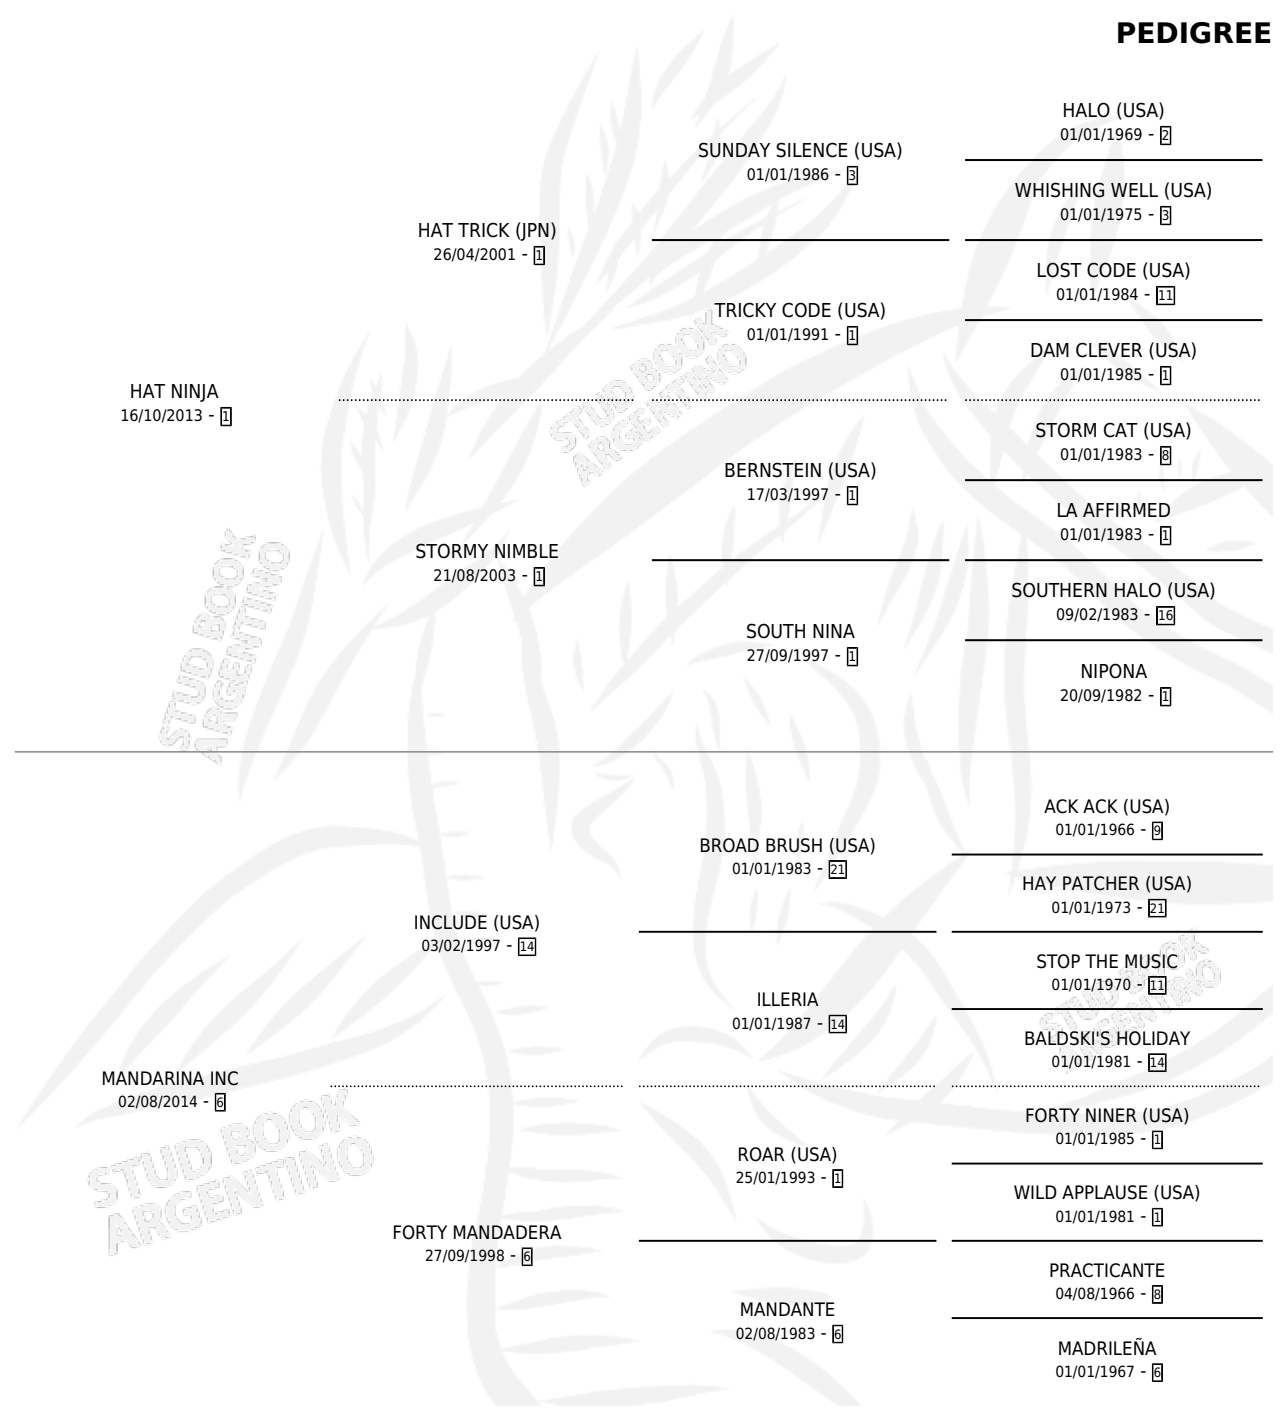 PEDIGREE
HALO (USA)
01/01/1969 - 2
SUNDAY SILENCE (USA)
01/01/1986 - 3
WHISHING WELL (USA)
01/01/1975 - 3
HAT TRICK (JPN)
26/04/2001 - 1
LOST CODE (USA)
01/01/1984 - 11
TRICKY CODE (USA)
01/01/1991 - 1
DAM CLEVER (USA)
01/01/1985 - 1
HAT NINJA
16/10/2013 - 1
STORM CAT (USA)
01/01/1983 - 8
BERNSTEIN (USA)
17/03/1997 - 1
LA AFFIRMED
01/01/1983 - 1
STORMY NIMBLE
21/08/2003 - 1
SOUTHERN HALO (USA)
09/02/1983 - 16
SOUTH NINA
27/09/1997 - 1
NIPONA
20/09/1982 - 1
ACK ACK (USA)
01/01/1966 - 9
BROAD BRUSH (USA)
01/01/1983 - 21
HAY PATCHER (USA)
01/01/1973 - 21
INCLUDE (USA)
03/02/1997 - 14
STOP THE MUSIC
01/01/1970 - 11
ILLERIA
01/01/1987 - 14
BALDSKI'S HOLIDAY
01/01/1981 - 14
MANDARINA INC
02/08/2014 - 6
FORTY NINER (USA)
01/01/1985 - 1
ROAR (USA)
25/01/1993 - 1
WILD APPLAUSE (USA)
01/01/1981 - 1
FORTY MANDADERA
27/09/1998 - 6
PRACTICANTE
04/08/1966 - 8
MANDANTE
02/08/1983 - 6
MADRILEÑA
01/01/1967 - 6
STUD BOOK
ARGENTINO
STUD BOOK
ARGENTINO
STUD BOOK
ARGENTINO
STUD BOOK
ARGENTINO